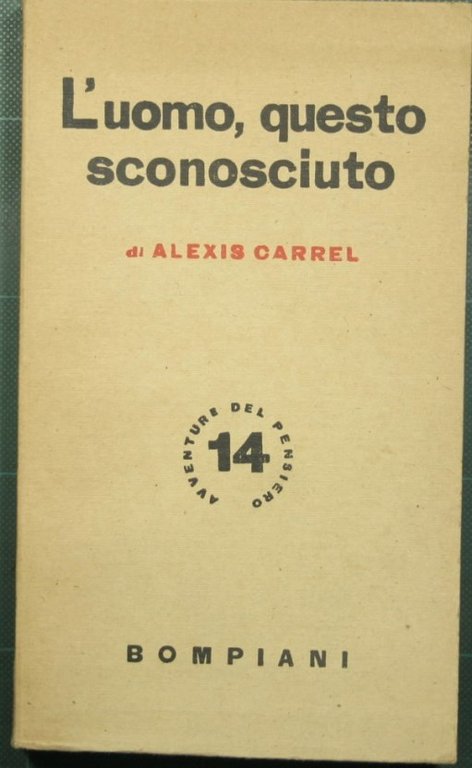 L'uomo, questo
sconosciuto
di ALEXIS CARREL
AVVENTURE DEL PENSIERO
14
BOMPIANI